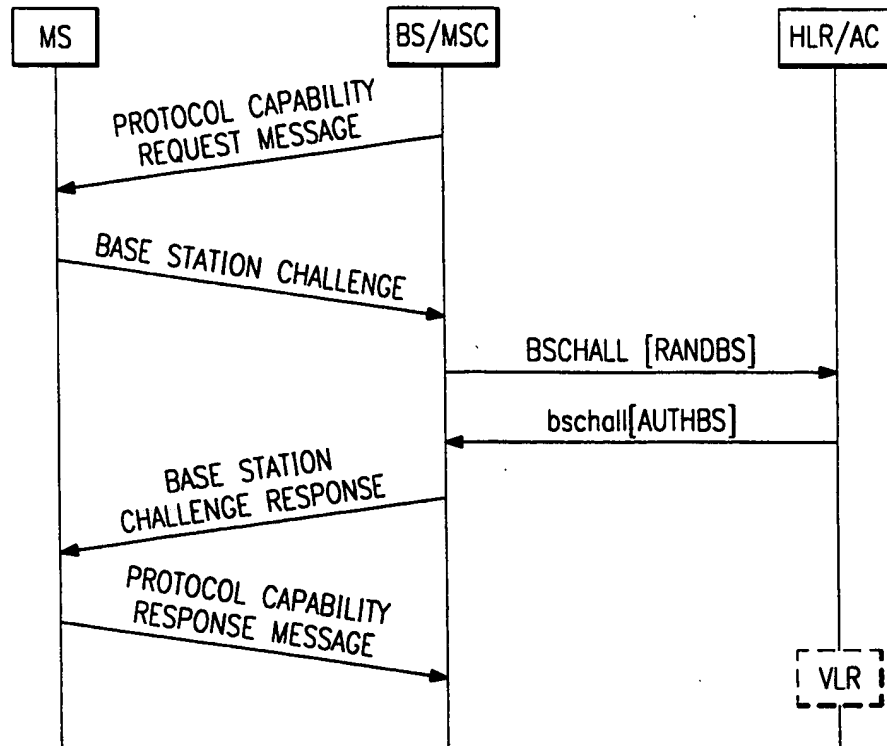 MS
BS/MSC
HLR/AC
PROTOCOL CAPABILITY
REQUEST MESSAGE
BASE STATION CHALLENGE
BSCHALL [RANDBS]
bschall[AUTHBS]
BASE STATION
CHALLENGE RESPONSE
PROTOCOL CAPABILITY
RESPONSE MESSAGE
VLR